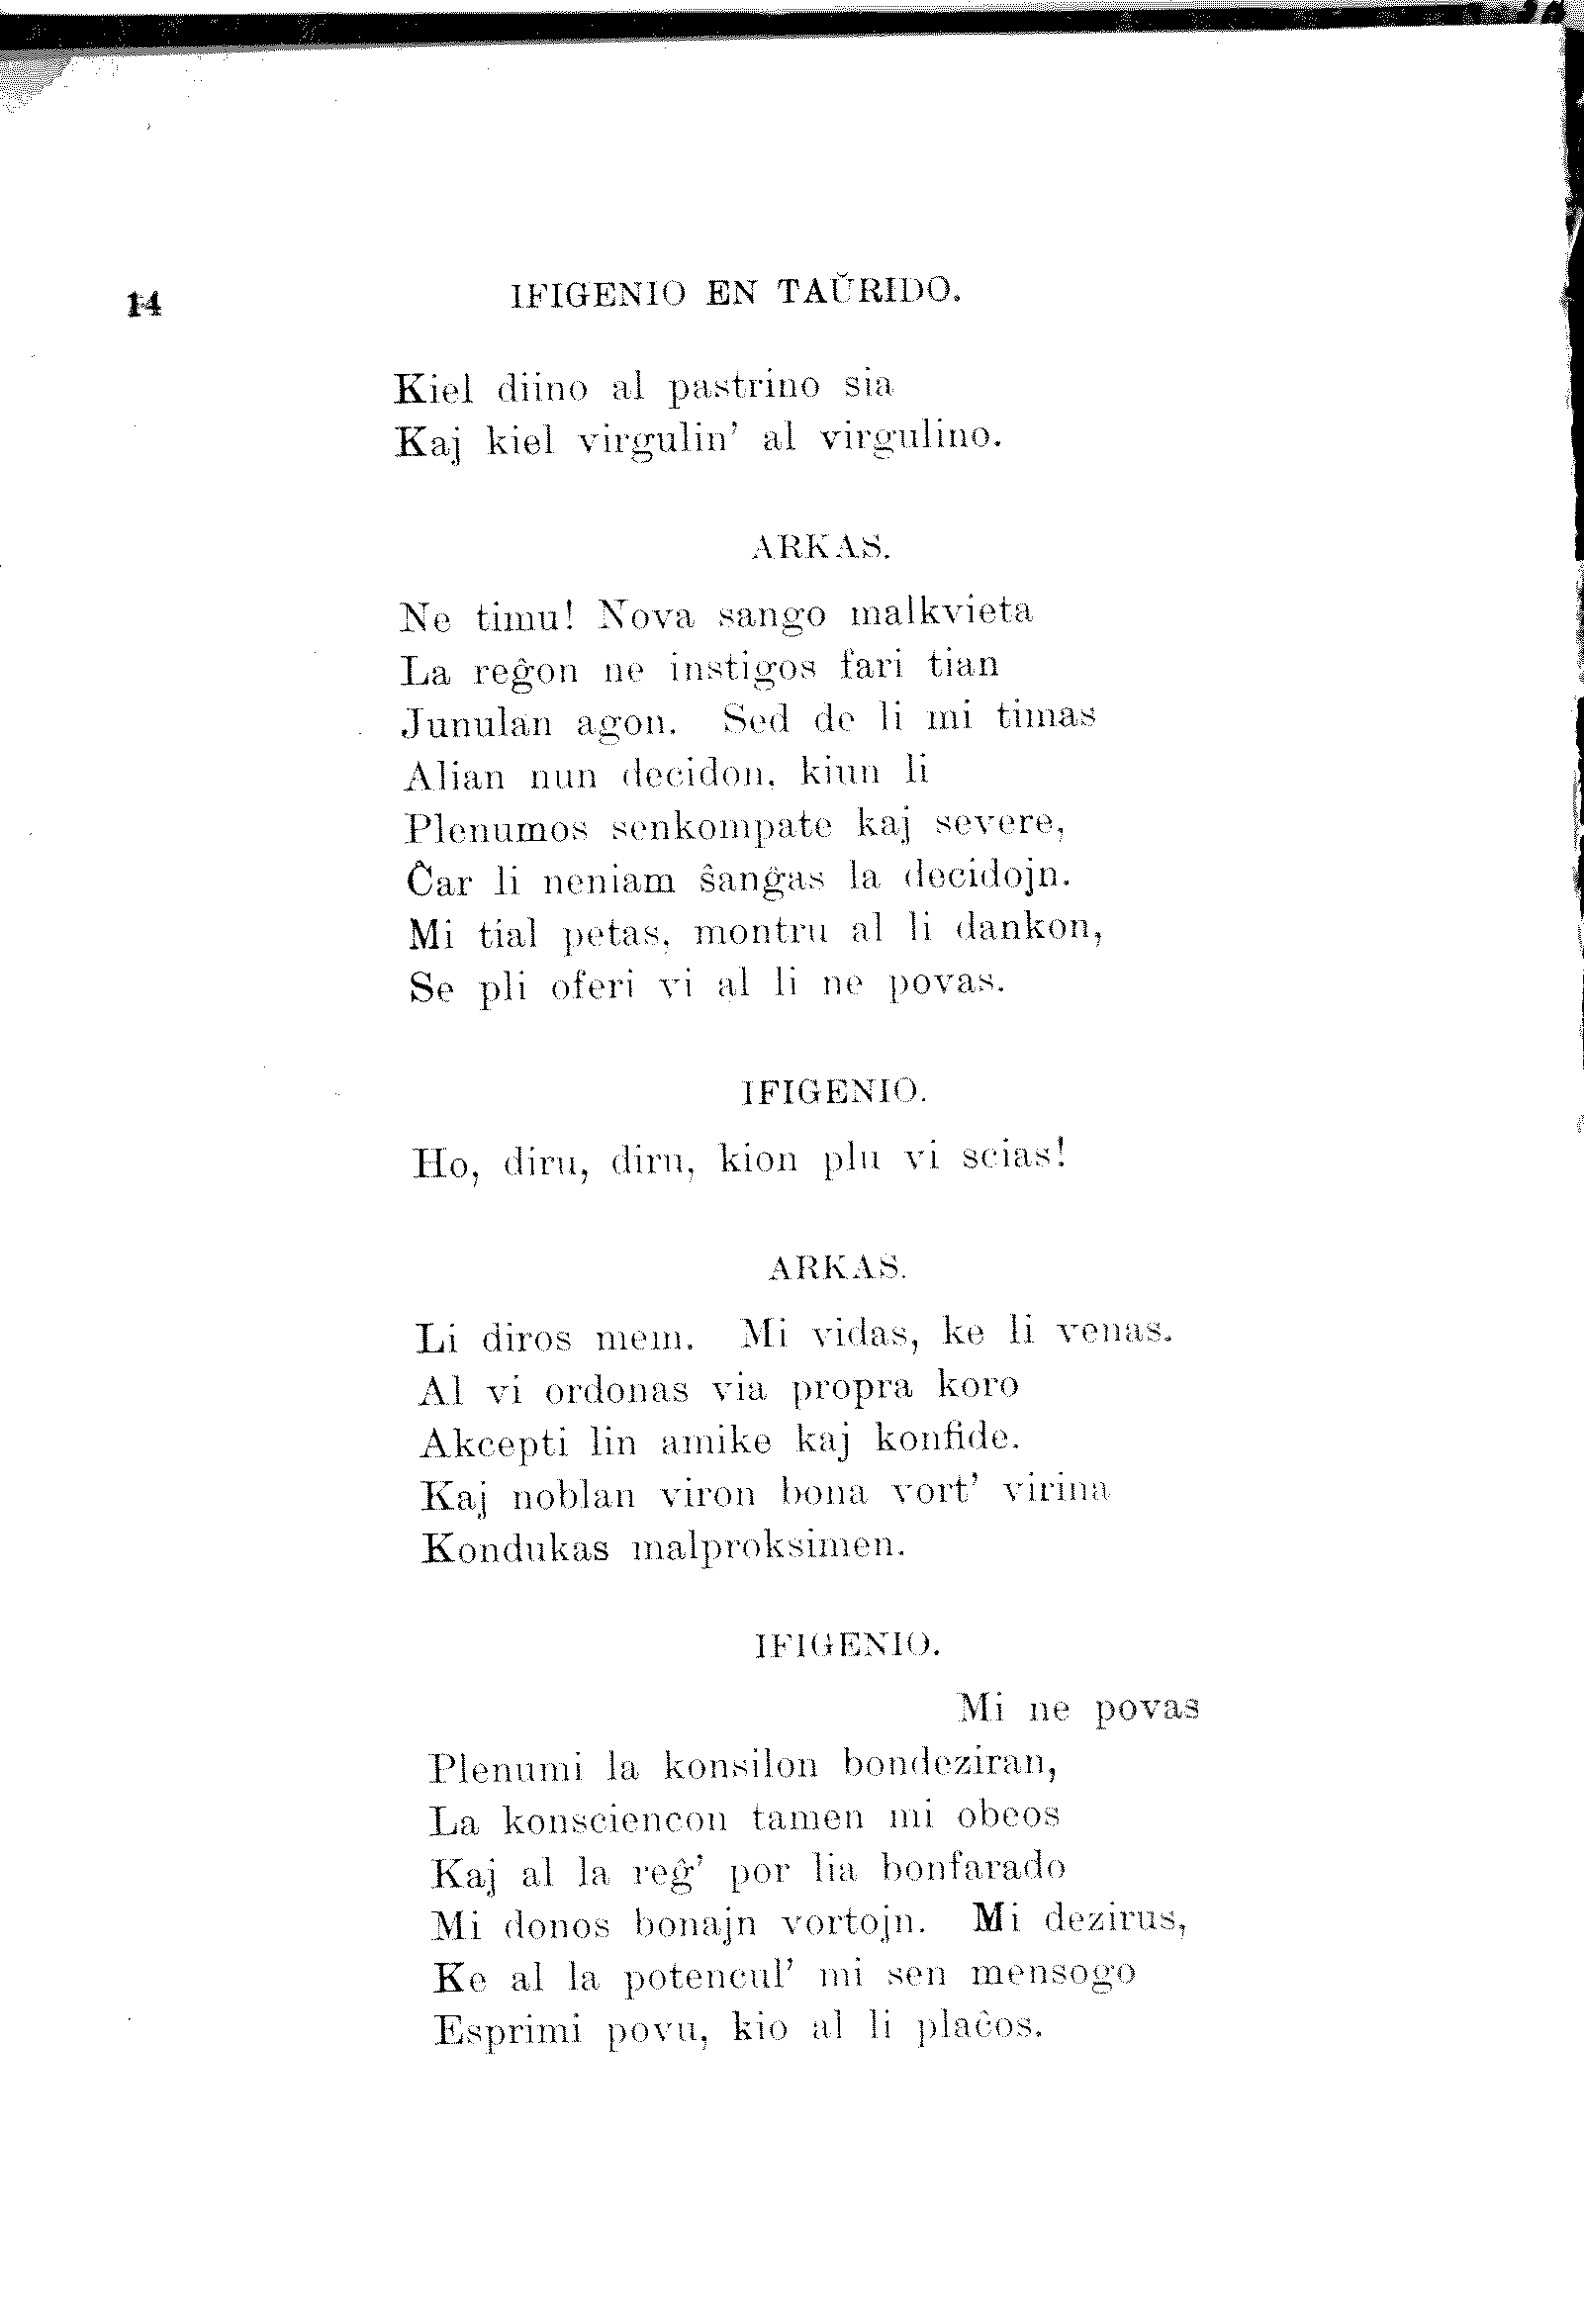 14 IFIGENIO EN TAŬRIDO.
Kiel diino al pastrino sia
Kaj kiel virgulin’ al virgulino.
ARKAS.
Ne timu! Nova sango malkvieta
La reĝon ne instigos fari tian
Junulan agon. Sed de li mi timas
Alian nun decidon, kiun li
Plenumos senkompate kaj severe,
Ĉar li neniam ŝanĝas la decidojn.
Mi tial petas, montru al li dankon,
Se pli oferi vi al li ne povas.
IFIGENIO.
Ho, diru, diru, kion plu vi scias!
ARKAS.
Li diros mem. Mi vidas, ke li venas.
Al vi ordonas via propra koro
Akcepti lin amike kaj konfide.
Kaj noblan viron bona vort’ virina
Kondukas malproksimen.
IFIGENIO.
Mi ne povas
Plenumi la konsilon bondeziran,
La konsciencon tamen mi obeos
Kaj al la reĝ’ por lia bonfarado
Mi donos bonajn vortojn. Mi dezirus,
Ke al la potencul’ mi sen mensogo
Esprimi povu, kio al li plaĉos.